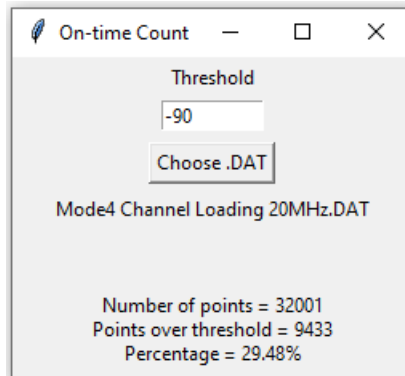 On-time Count
Threshold
-90
Choose .DAT
Mode4 Channel Loading 20MHz.DAT
Number of points = 32001
Points over threshold = 9433
Percentage = 29.48%